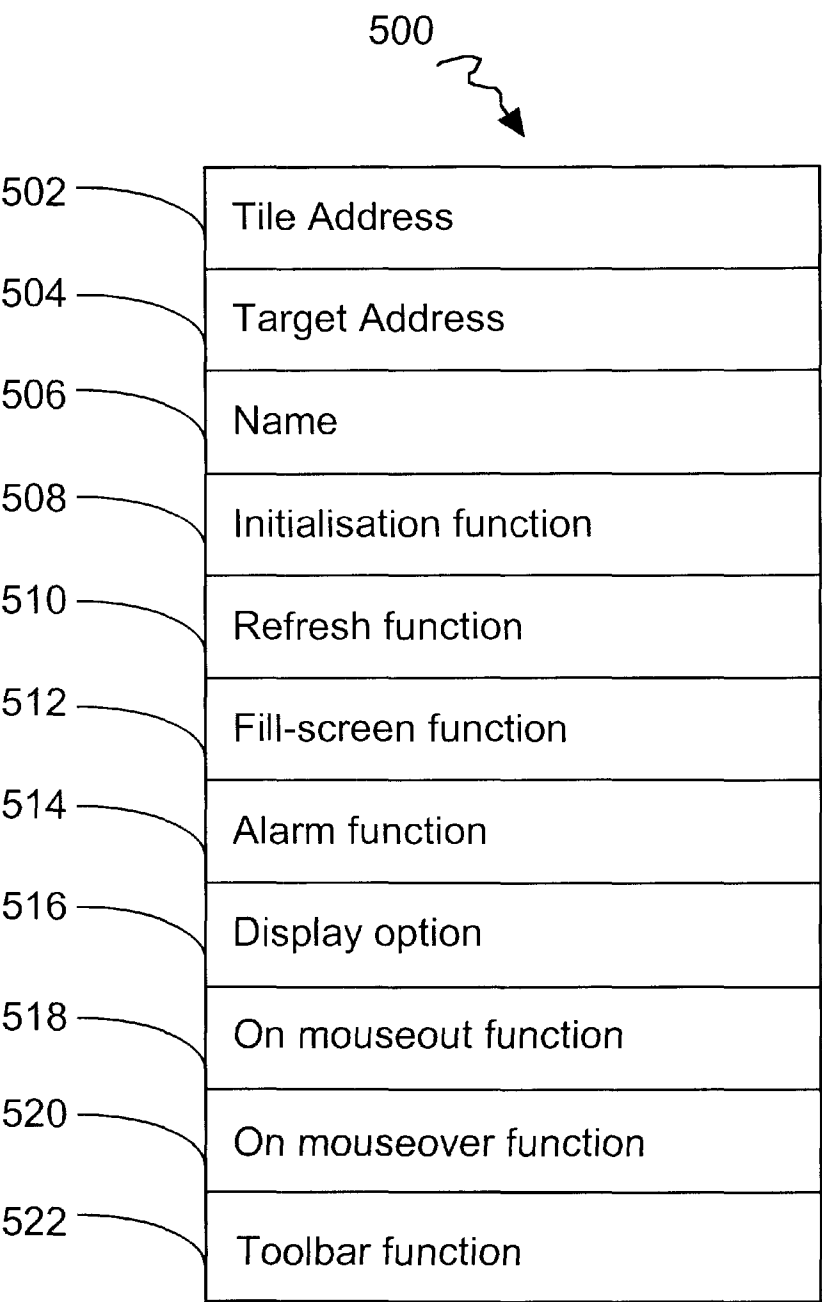 500
502 Tile Address
504 Target Address
506 Name
508 Initialisation function
510 Refresh function
512 Fill-screen function
514 Alarm function
516 Display option
518 On mouseout function
520 On mouseover function
522 Toolbar function